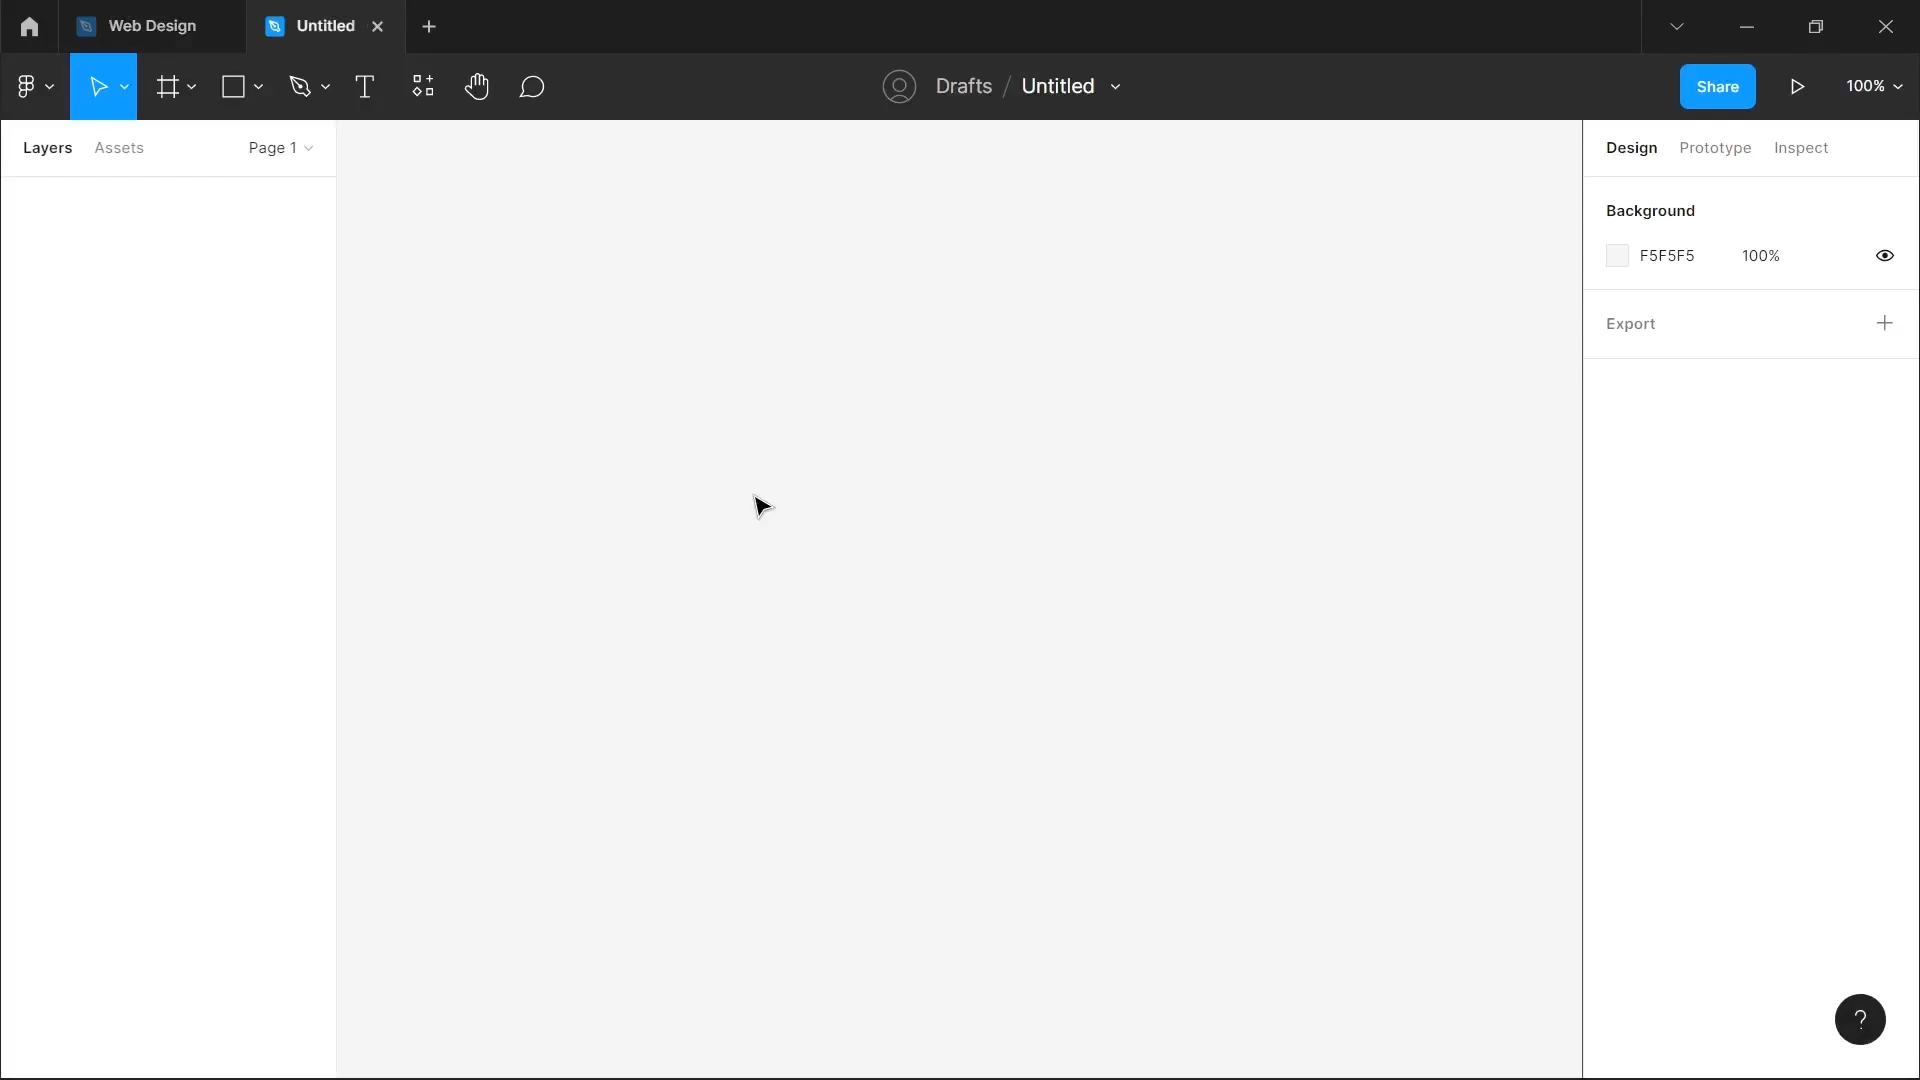 Web Design
Untitled
Drafts / Untitled
Share
100%
Layers
Assets
Page 1
Design
Prototype
Inspect
Background
F5F5F5
100%
Export
?